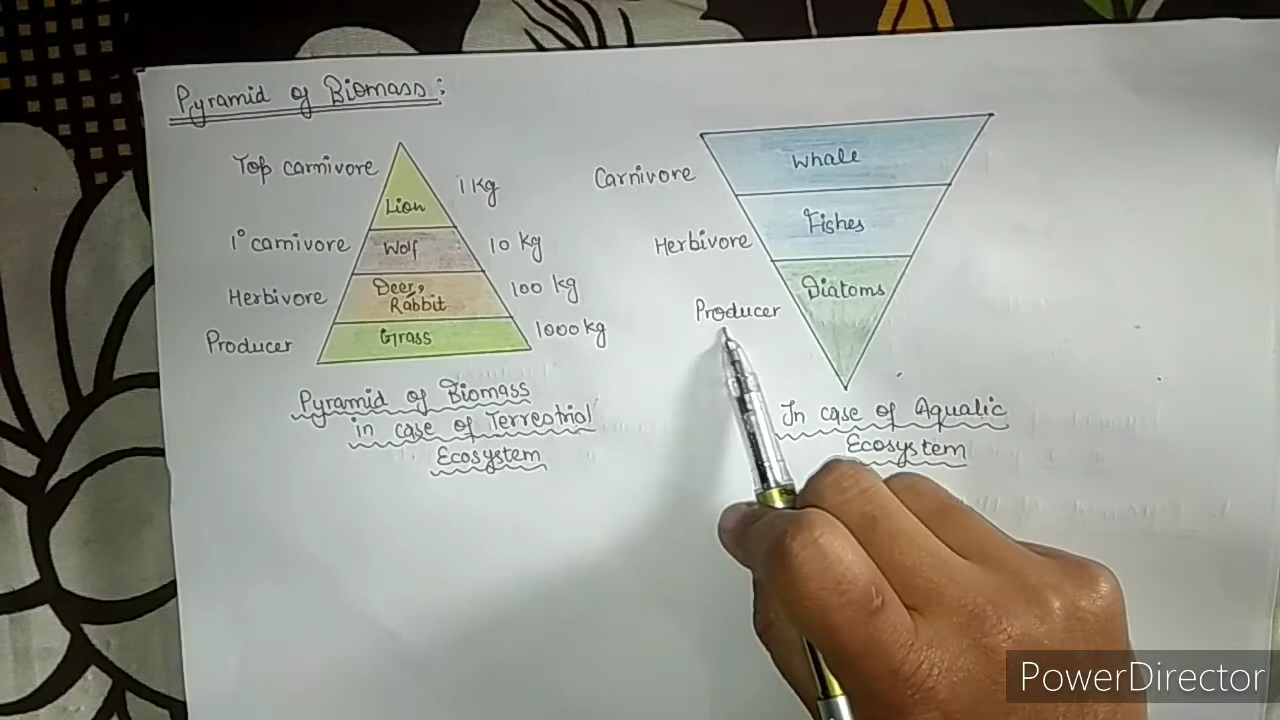 Pyramid of Biomass:
Top carnivore
Lion
1 Kg
1° carnivore
Wolf
10 Kg
Herbivore
Deer,
Rabbit
100 kg
Producer
Grass
1000 kg
Pyramid of Biomass
in case of Terrestrial
Ecosystem
Carnivore
Whale
Herbivore
Fishes
Producer
Diatoms
In case of Aquatic
Ecosystem
PowerDirector